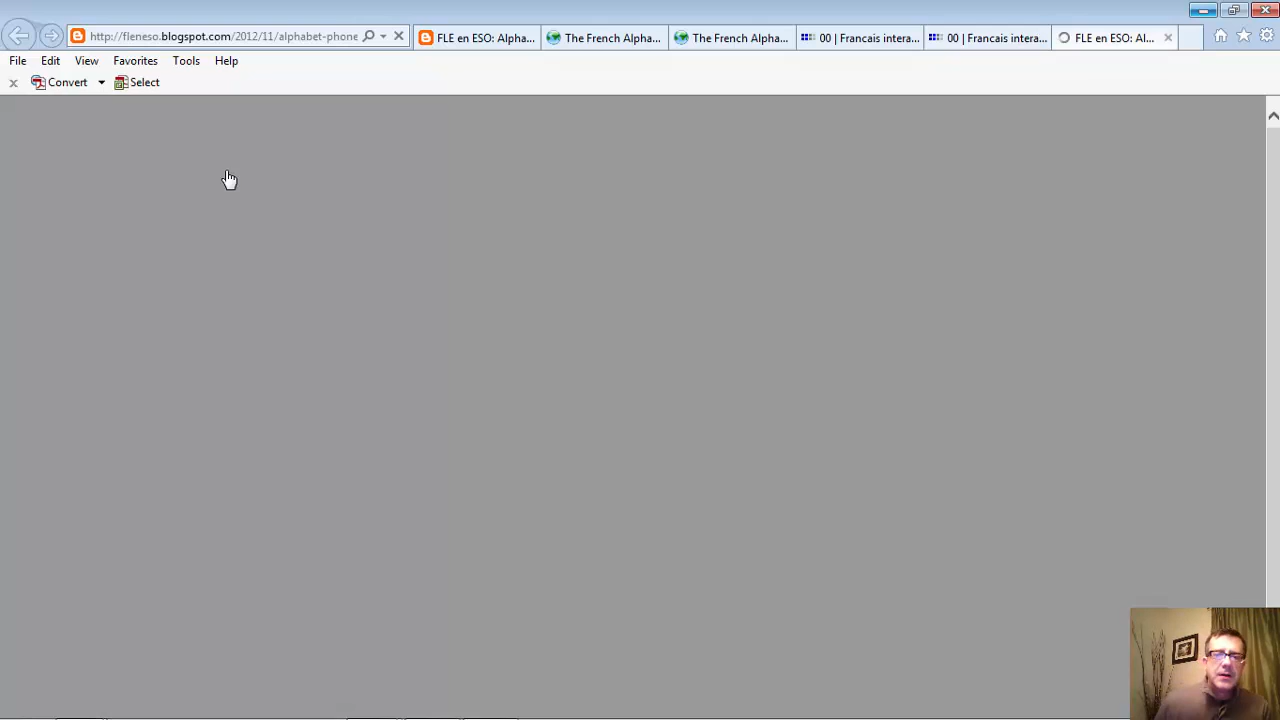 http://fleneso.blogspot.com/2012/11/alphabet-phone
FLE en ESO: Alpha...
The French Alpha...
The French Alpha...
00 | Francais intera...
00 | Francais intera...
FLE en ESO: Al...
File Edit View Favorites Tools Help
Convert Select